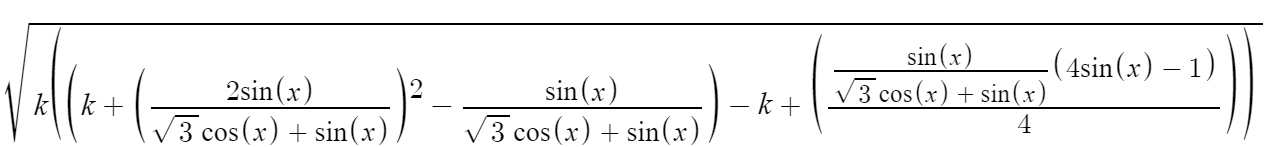 √(k((k + (2sin(x)/(√3 cos(x) + sin(x)))² − sin(x)/(√3 cos(x) + sin(x))) − k + ((sin(x)/(√3 cos(x) + sin(x)) (4sin(x) − 1))/4)))